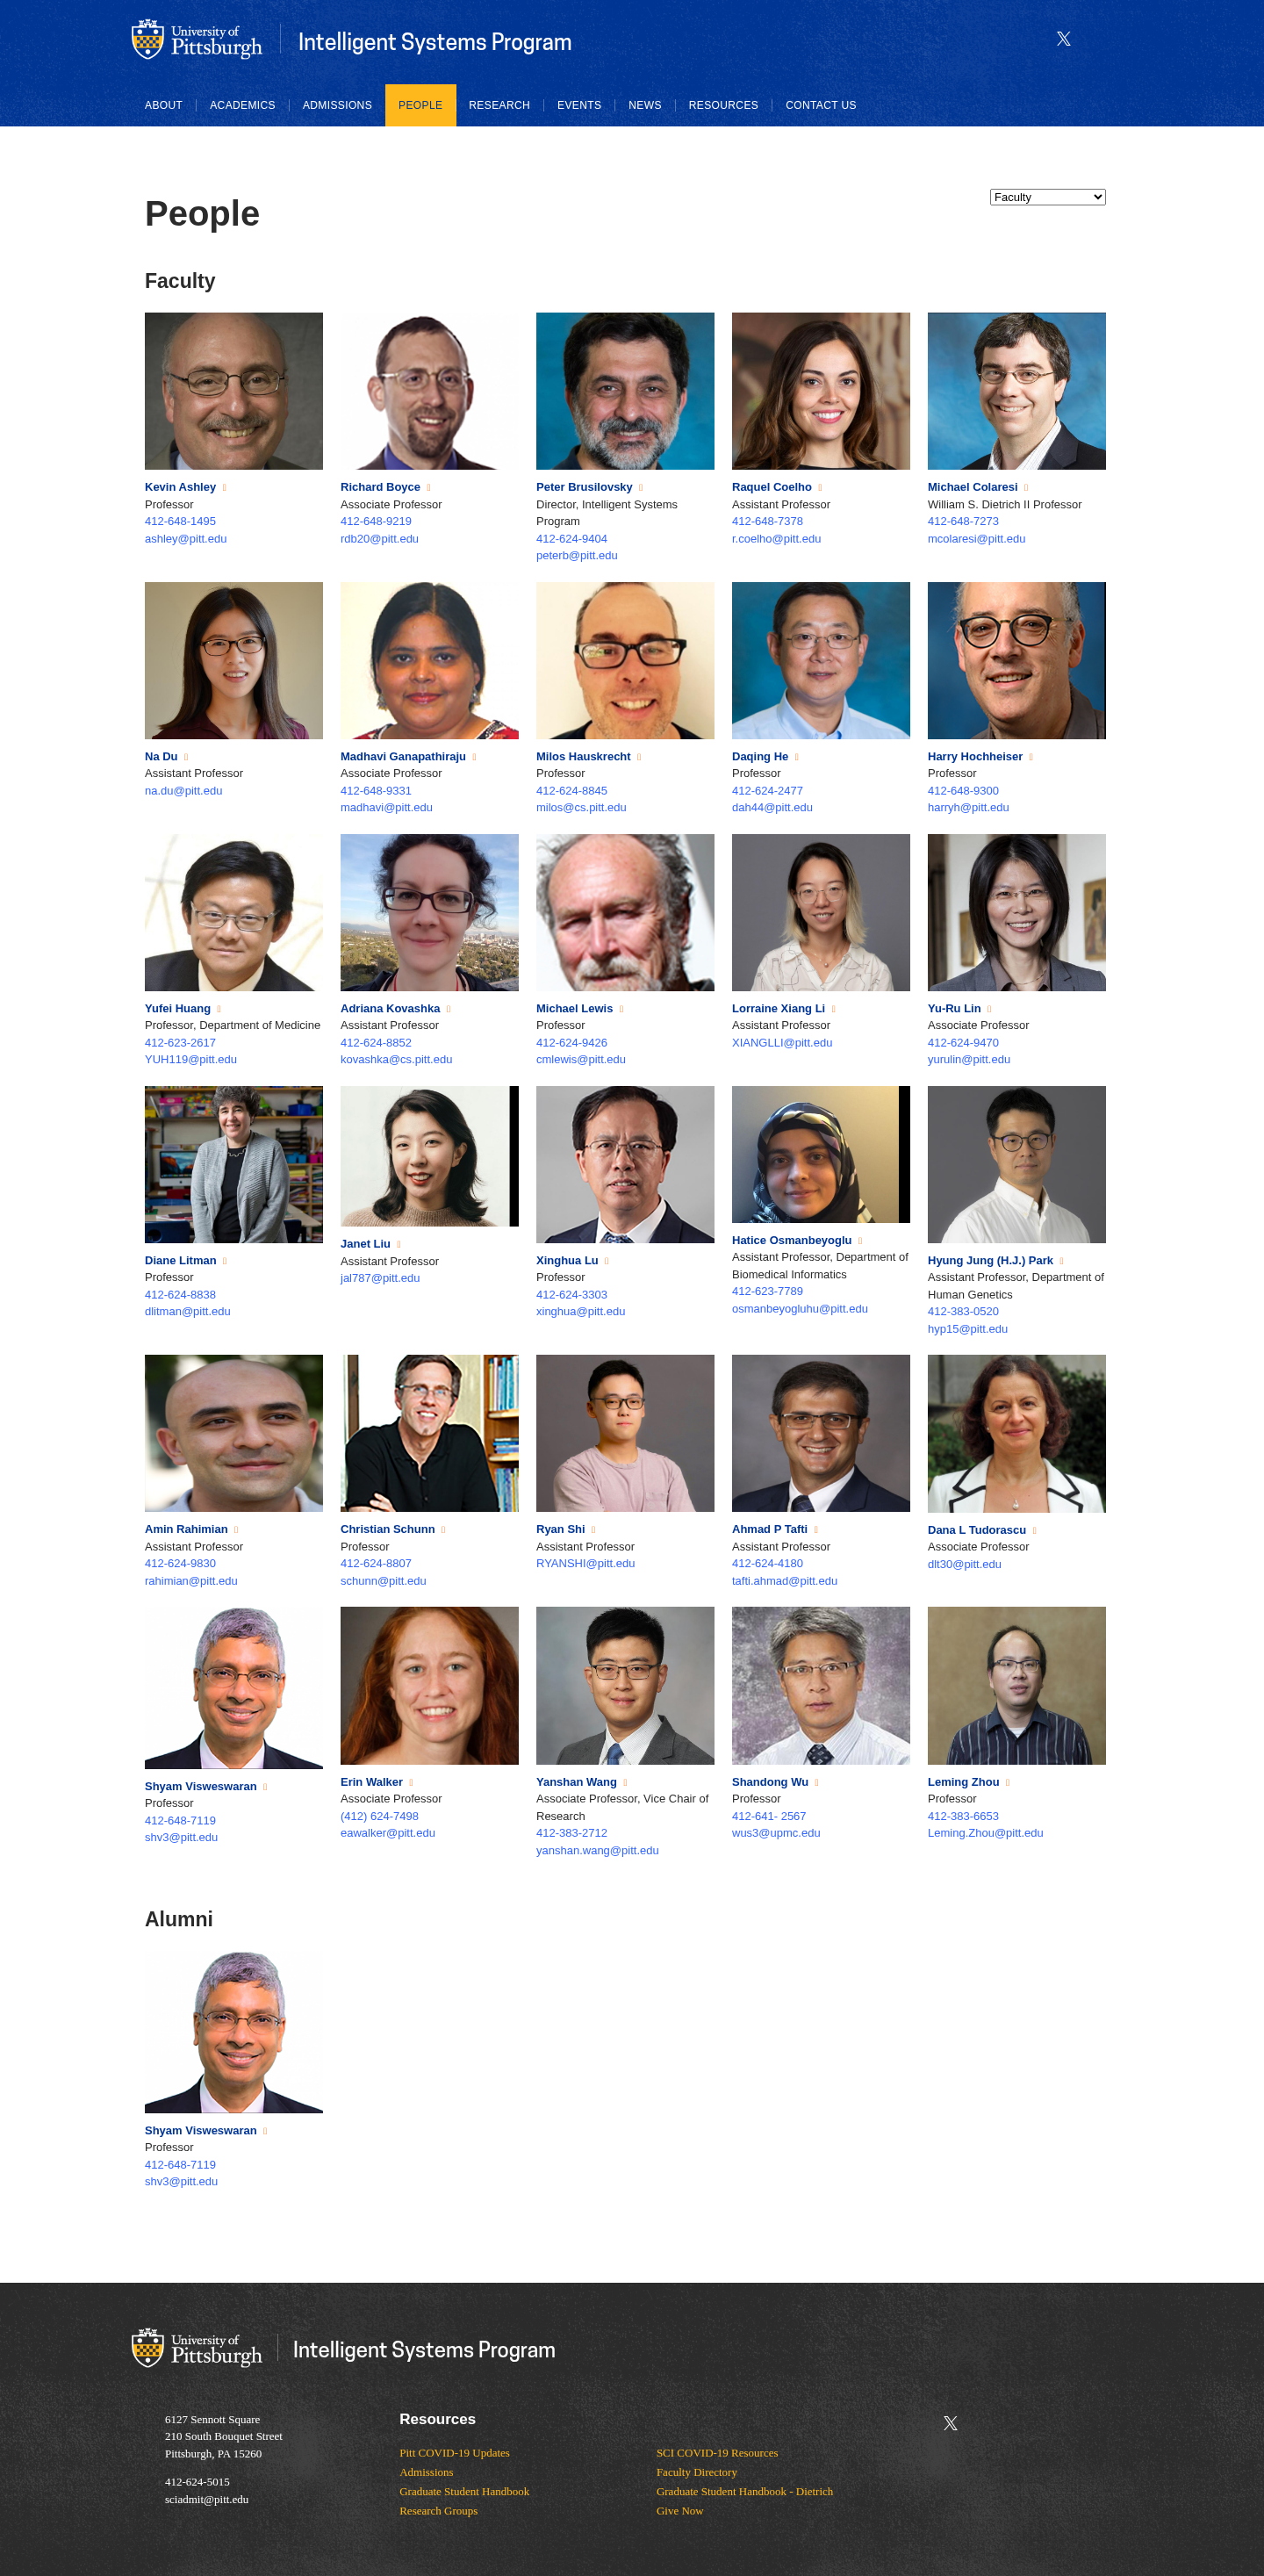 University of Pittsburgh
Intelligent Systems Program
ABOUT
ACADEMICS
ADMISSIONS
PEOPLE
RESEARCH
EVENTS
NEWS
RESOURCES
CONTACT US
People
Faculty
Faculty
Kevin Ashley
Professor
412-648-1495
ashley@pitt.edu
Richard Boyce
Associate Professor
412-648-9219
rdb20@pitt.edu
Peter Brusilovsky
Director, Intelligent Systems
Program
412-624-9404
peterb@pitt.edu
Raquel Coelho
Assistant Professor
412-648-7378
r.coelho@pitt.edu
Michael Colaresi
William S. Dietrich II Professor
412-648-7273
mcolaresi@pitt.edu
Na Du
Assistant Professor
na.du@pitt.edu
Madhavi Ganapathiraju
Associate Professor
412-648-9331
madhavi@pitt.edu
Milos Hauskrecht
Professor
412-624-8845
milos@cs.pitt.edu
Daqing He
Professor
412-624-2477
dah44@pitt.edu
Harry Hochheiser
Professor
412-648-9300
harryh@pitt.edu
Yufei Huang
Professor, Department of Medicine
412-623-2617
YUH119@pitt.edu
Adriana Kovashka
Assistant Professor
412-624-8852
kovashka@cs.pitt.edu
Michael Lewis
Professor
412-624-9426
cmlewis@pitt.edu
Lorraine Xiang Li
Assistant Professor
XIANGLLI@pitt.edu
Yu-Ru Lin
Associate Professor
412-624-9470
yurulin@pitt.edu
Diane Litman
Professor
412-624-8838
dlitman@pitt.edu
Janet Liu
Assistant Professor
jal787@pitt.edu
Xinghua Lu
Professor
412-624-3303
xinghua@pitt.edu
Hatice Osmanbeyoglu
Assistant Professor, Department of
Biomedical Informatics
412-623-7789
osmanbeyogluhu@pitt.edu
Hyung Jung (H.J.) Park
Assistant Professor, Department of
Human Genetics
412-383-0520
hyp15@pitt.edu
Amin Rahimian
Assistant Professor
412-624-9830
rahimian@pitt.edu
Christian Schunn
Professor
412-624-8807
schunn@pitt.edu
Ryan Shi
Assistant Professor
RYANSHI@pitt.edu
Ahmad P Tafti
Assistant Professor
412-624-4180
tafti.ahmad@pitt.edu
Dana L Tudorascu
Associate Professor
dlt30@pitt.edu
Shyam Visweswaran
Professor
412-648-7119
shv3@pitt.edu
Erin Walker
Associate Professor
(412) 624-7498
eawalker@pitt.edu
Yanshan Wang
Associate Professor, Vice Chair of
Research
412-383-2712
yanshan.wang@pitt.edu
Shandong Wu
Professor
412-641- 2567
wus3@upmc.edu
Leming Zhou
Professor
412-383-6653
Leming.Zhou@pitt.edu
Alumni
Shyam Visweswaran
Professor
412-648-7119
shv3@pitt.edu
University of Pittsburgh
Intelligent Systems Program
6127 Sennott Square
210 South Bouquet Street
Pittsburgh, PA 15260
412-624-5015
sciadmit@pitt.edu
Resources
Pitt COVID-19 Updates
Admissions
Graduate Student Handbook
Research Groups
SCI COVID-19 Resources
Faculty Directory
Graduate Student Handbook - Dietrich
Give Now